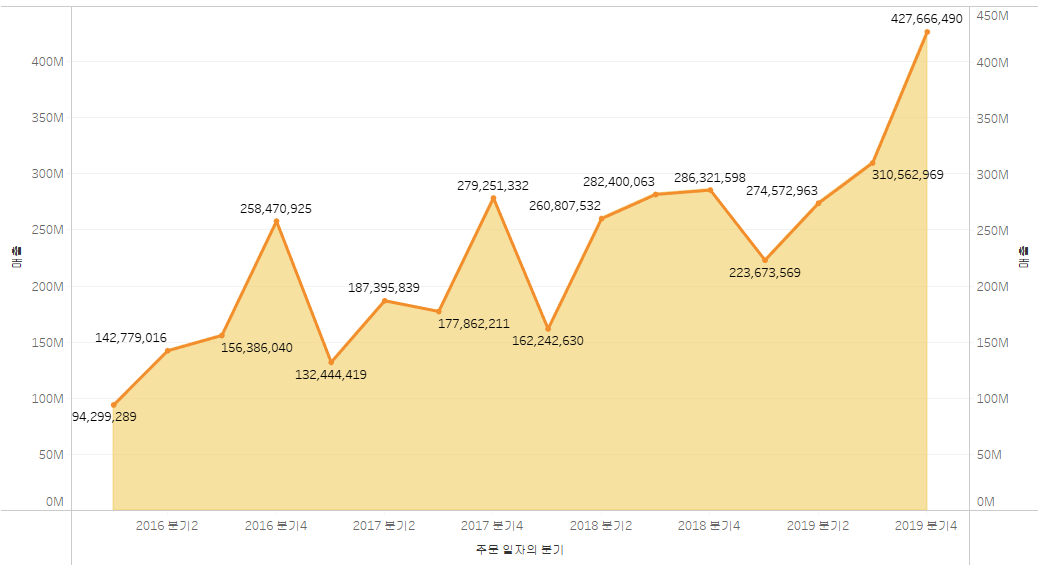 427,666,490
450M
400M
400M
350M
350M
310,562,969
300M
300M
286,321,598
282,400,063
279,251,332
274,572,963
260,807,532
258,470,925
250M
250M
223,673,569
200M
200M
187,395,839
177,862,211
162,242,630
156,386,040
150M
150M
142,779,016
132,444,419
100M
100M
94,299,289
50M
50M
0M
0M
매출
매출
2016 분기2
2016 분기4
2017 분기2
2017 분기4
2018 분기2
2018 분기4
2019 분기2
2019 분기4
주문 일자의 분기